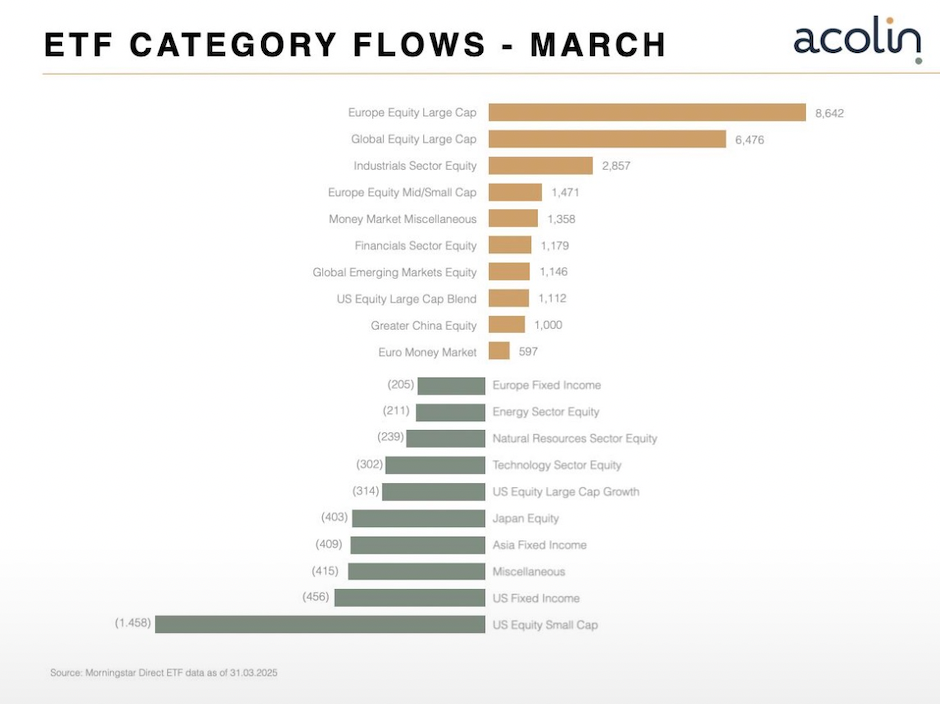 ETF CATEGORY FLOWS - MARCH
acolin
Europe Equity Large Cap 8,642
Global Equity Large Cap 6,476
Industrials Sector Equity 2,857
Europe Equity Mid/Small Cap 1,471
Money Market Miscellaneous 1,358
Financials Sector Equity 1,179
Global Emerging Markets Equity 1,146
US Equity Large Cap Blend 1,112
Greater China Equity 1,000
Euro Money Market 597
(205) Europe Fixed Income
(211) Energy Sector Equity
(239) Natural Resources Sector Equity
(302) Technology Sector Equity
(314) US Equity Large Cap Growth
(403) Japan Equity
(409) Asia Fixed Income
(415) Miscellaneous
(456) US Fixed Income
(1.458) US Equity Small Cap
Source: Morningstar Direct ETF data as of 31.03.2025